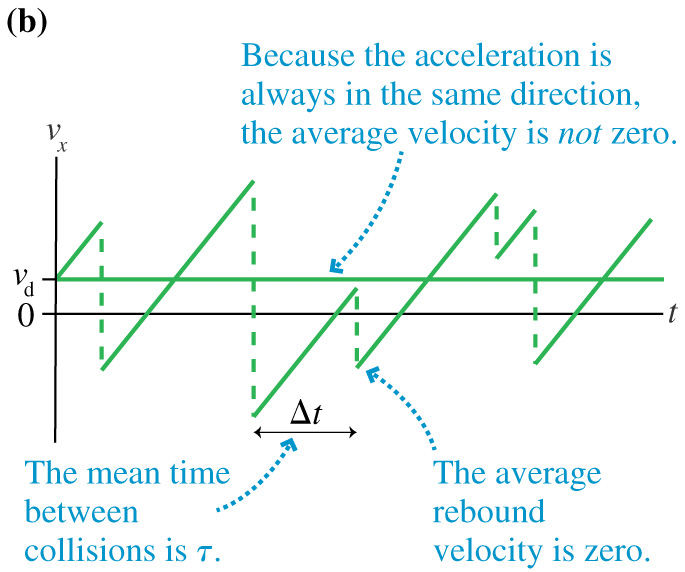 (b)
Because the acceleration is
always in the same direction,
the average velocity is not zero.
vₓ
v_d
0
t
Δt
The mean time
between
collisions is τ.
The average
rebound
velocity is zero.